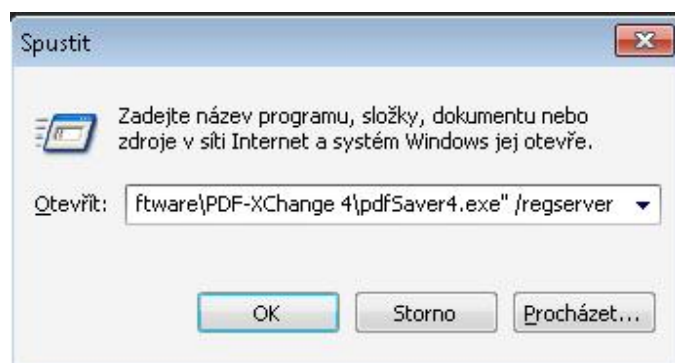 Spustit
Zadejte název programu, složky, dokumentu nebo
zdroje v síti Internet a systém Windows jej otevře.
Otevřít: ftware\PDF-XChange 4\pdfSaver4.exe" /regserver
OK Storno Procházet...